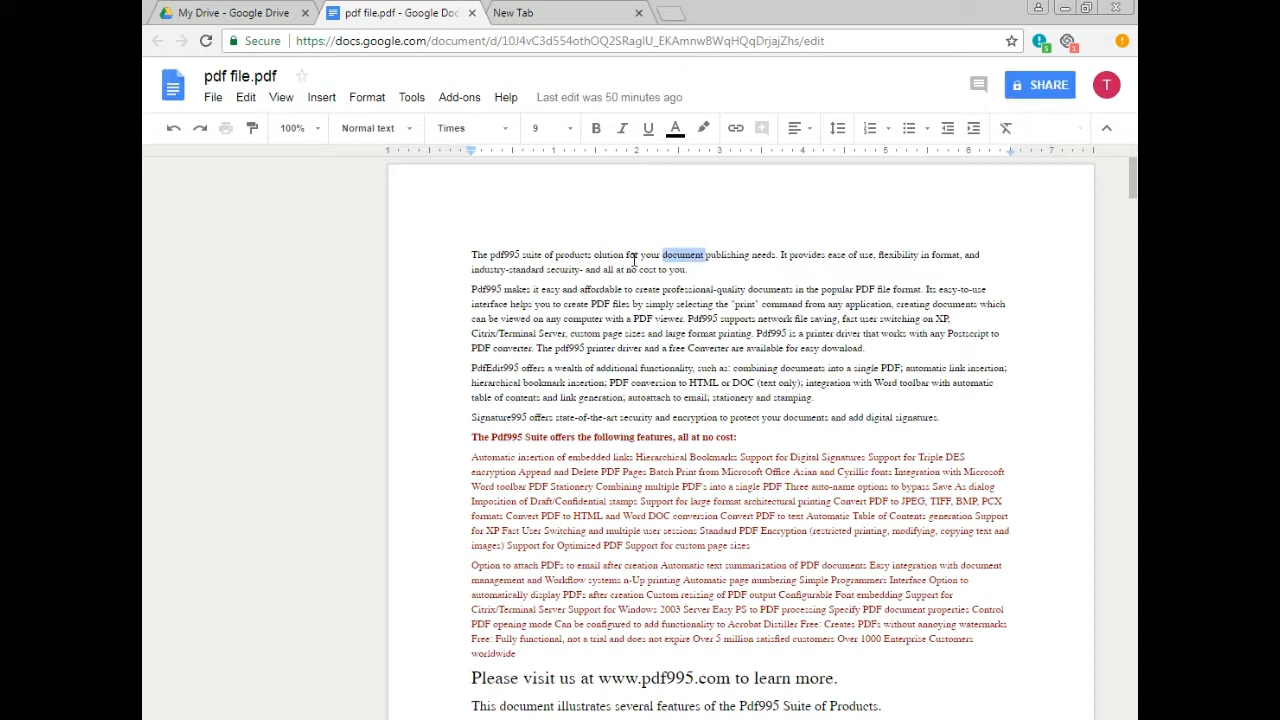 My Drive - Google Drive
pdf file.pdf - Google Doc
New Tab
Secure https://docs.google.com/document/d/10J4vC3d554othOQ2SRaglU_EKAmnwBWqHQqDrjajZhs/edit
5
1
pdf file.pdf
File Edit View Insert Format Tools Add-ons Help Last edit was 50 minutes ago
SHARE
T
100% Normal text Times 9
1 1 2 3 4 5 6 7
The pdf995 suite of products olution for your document publishing needs. It provides ease of use, flexibility in format, and
industry-standard security- and all at no cost to you.
Pdf995 makes it easy and affordable to create professional-quality documents in the popular PDF file format. Its easy-to-use
interface helps you to create PDF files by simply selecting the "print" command from any application, creating documents which
can be viewed on any computer with a PDF viewer. Pdf995 supports network file saving, fast user switching on XP,
Citrix/Terminal Server, custom page sizes and large format printing. Pdf995 is a printer driver that works with any Postscript to
PDF converter. The pdf995 printer driver and a free Converter are available for easy download.
PdfEdit995 offers a wealth of additional functionality, such as: combining documents into a single PDF; automatic link insertion;
hierarchical bookmark insertion; PDF conversion to HTML or DOC (text only); integration with Word toolbar with automatic
table of contents and link generation; autoattach to email; stationery and stamping.
Signature995 offers state-of-the-art security and encryption to protect your documents and add digital signatures.
The Pdf995 Suite offers the following features, all at no cost:
Automatic insertion of embedded links Hierarchical Bookmarks Support for Digital Signatures Support for Triple DES
encryption Append and Delete PDF Pages Batch Print from Microsoft Office Asian and Cyrillic fonts Integration with Microsoft
Word toolbar PDF Stationery Combining multiple PDF's into a single PDF Three auto-name options to bypass Save As dialog
Imposition of Draft/Confidential stamps Support for large format architectural printing Convert PDF to JPEG, TIFF, BMP, PCX
formats Convert PDF to HTML and Word DOC conversion Convert PDF to text Automatic Table of Contents generation Support
for XP Fast User Switching and multiple user sessions Standard PDF Encryption (restricted printing, modifying, copying text and
images) Support for Optimized PDF Support for custom page sizes
Option to attach PDFs to email after creation Automatic text summarization of PDF documents Easy integration with document
management and Workflow systems n-Up printing Automatic page numbering Simple Programmers Interface Option to
automatically display PDFs after creation Custom resizing of PDF output Configurable Font embedding Support for
Citrix/Terminal Server Support for Windows 2003 Server Easy PS to PDF processing Specify PDF document properties Control
PDF opening mode Can be configured to add functionality to Acrobat Distiller Free: Creates PDFs without annoying watermarks
Free: Fully functional, not a trial and does not expire Over 5 million satisfied customers Over 1000 Enterprise Customers
worldwide
Please visit us at www.pdf995.com to learn more.
This document illustrates several features of the Pdf995 Suite of Products.